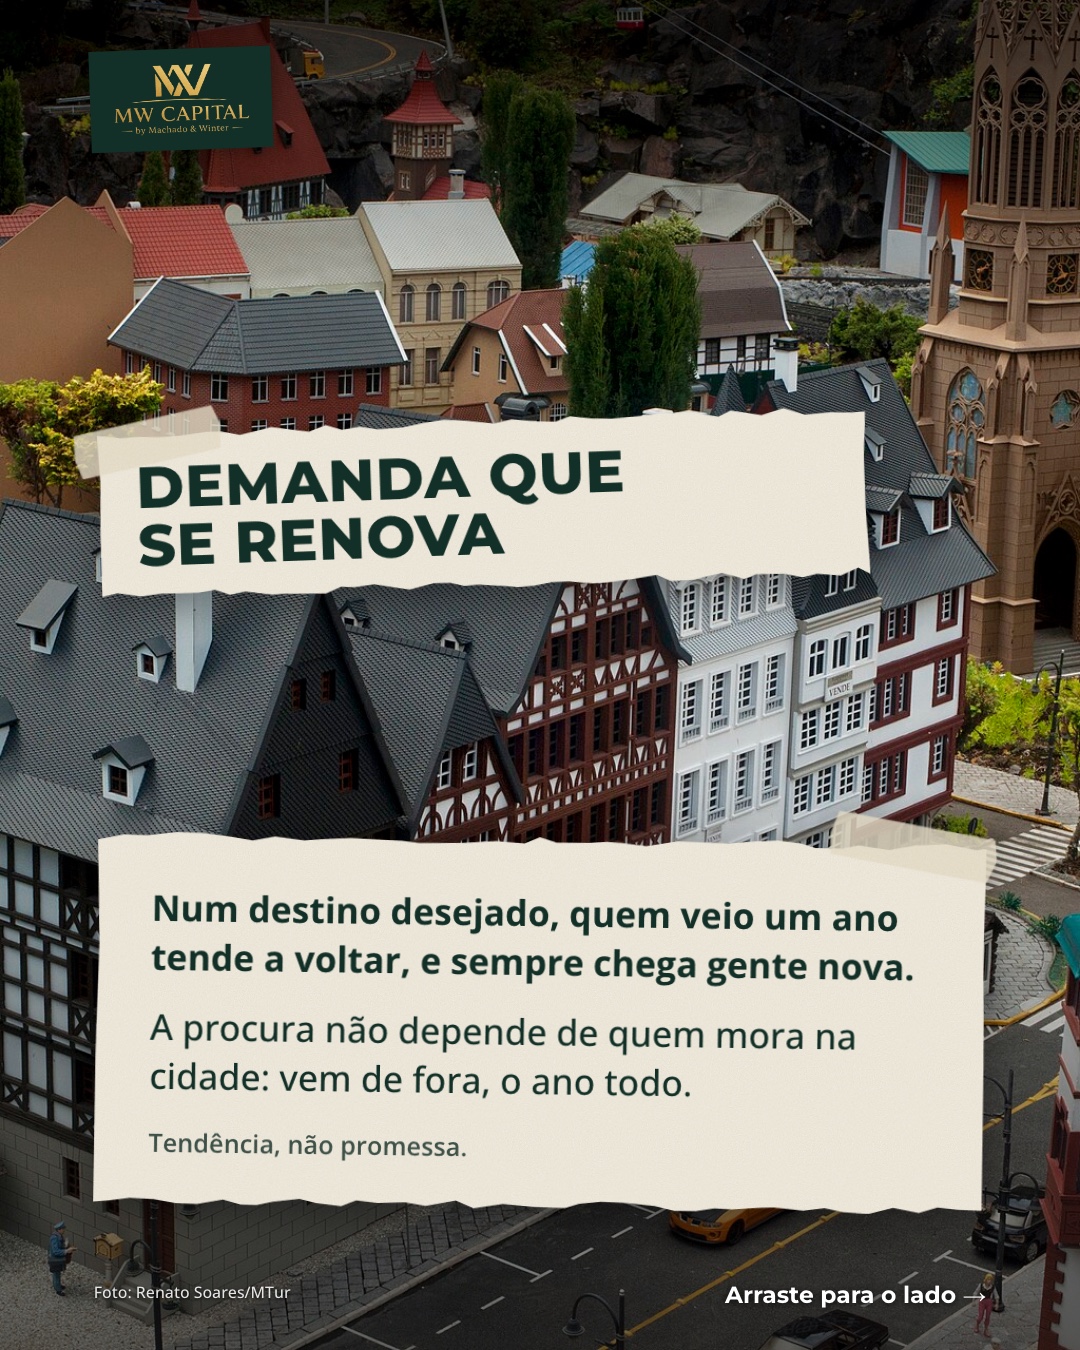 MW CAPITAL
by Machado & Winter
DEMANDA QUE
SE RENOVA
VENDE
Num destino desejado, quem veio um ano
tende a voltar, e sempre chega gente nova.
A procura não depende de quem mora na
cidade: vem de fora, o ano todo.
Tendência, não promessa.
Foto: Renato Soares/MTur
Arraste para o lado →